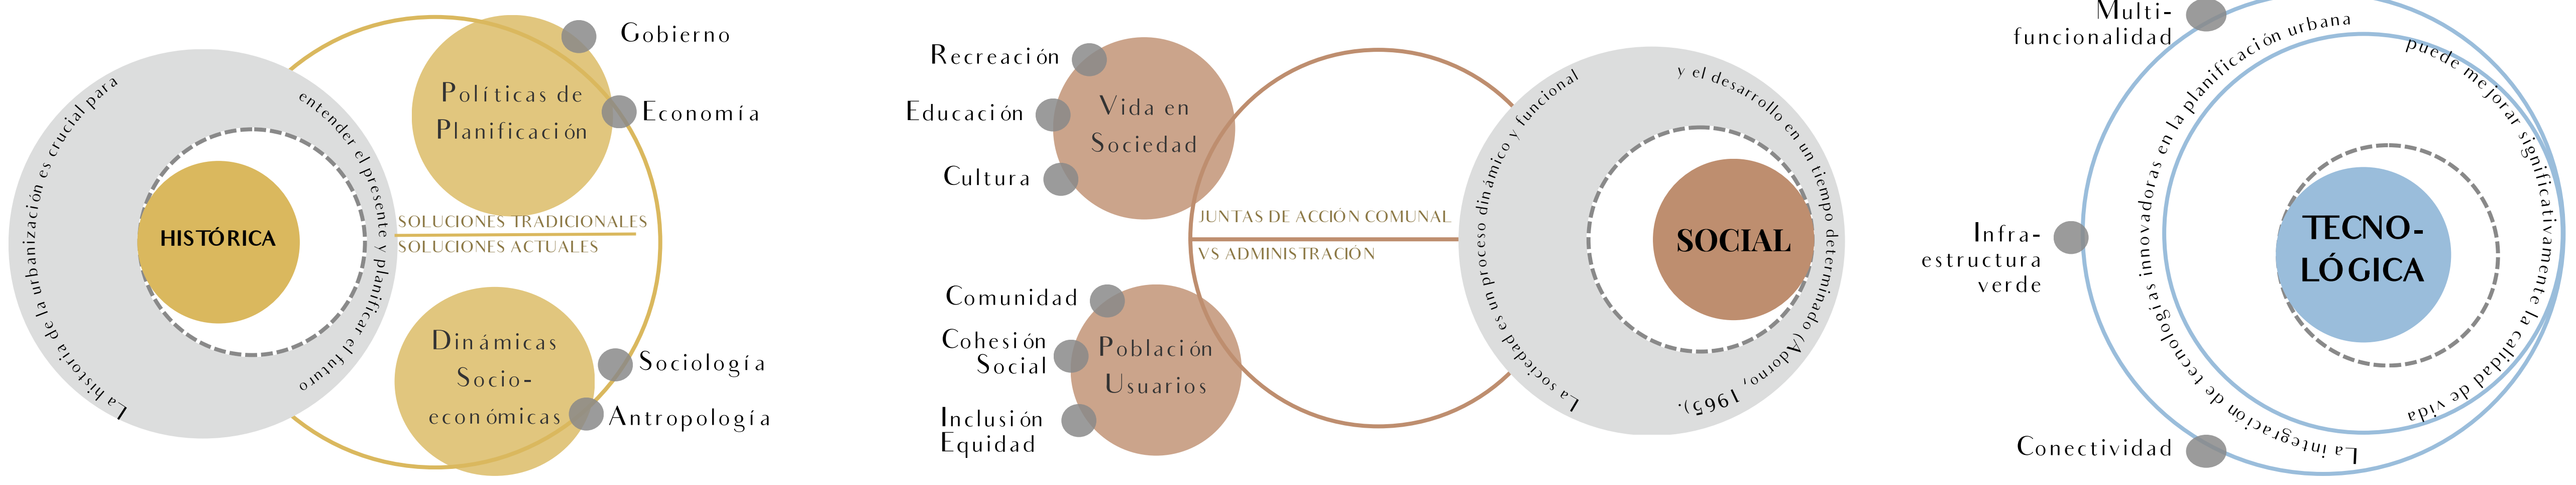 La historia de la urbanización es crucial para
entender el presente y planificar el futuro
HISTÓRICA
Políticas de
Planificación
Gobierno
Economía
SOLUCIONES TRADICIONALES
SOLUCIONES ACTUALES
Dinámicas
Socio-
económicas
Sociología
Antropología
Recreación
Educación
Cultura
Vida en
Sociedad
JUNTAS DE ACCIÓN COMUNAL
VS ADMINISTRACIÓN
Comunidad
Cohesión
Social
Inclusión
Equidad
Población
Usuarios
La sociedad es un proceso dinámico y funcional
y el desarrollo en un tiempo determinado (Adorno, 1965).
SOCIAL
Multi-
funcionalidad
Infra-
estructura
verde
Conectividad
La integración de tecnologías innovadoras en la planificación urbana
puede mejorar significativamente la calidad de vida
TECNO-
LÓGICA